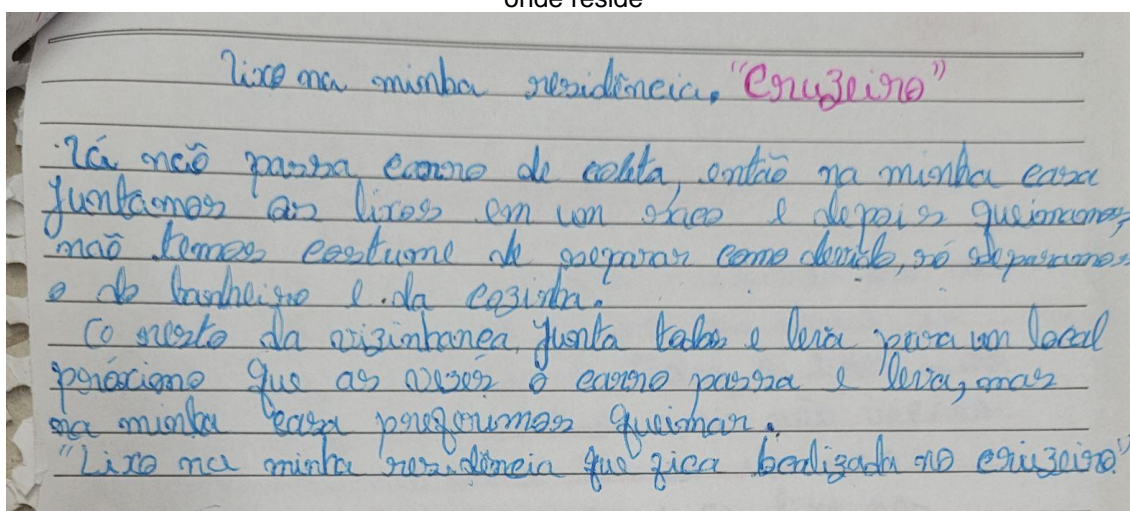 onde reside
Lixo na minha residência. "Cruzeiro"
Lá não passa carro de coleta, então na minha casa
juntamos os lixos em um saco e depois queimamos,
não temos costume de separar como devido, só separamos
o do banheiro e da cozinha.
O resto da vizinhança, junta todos e leva para um local
próximo que as vezes o carro passa e leva, mas
na minha casa preferimos queimar.
"Lixo na minha residência que fica localizada no cruzeiro"